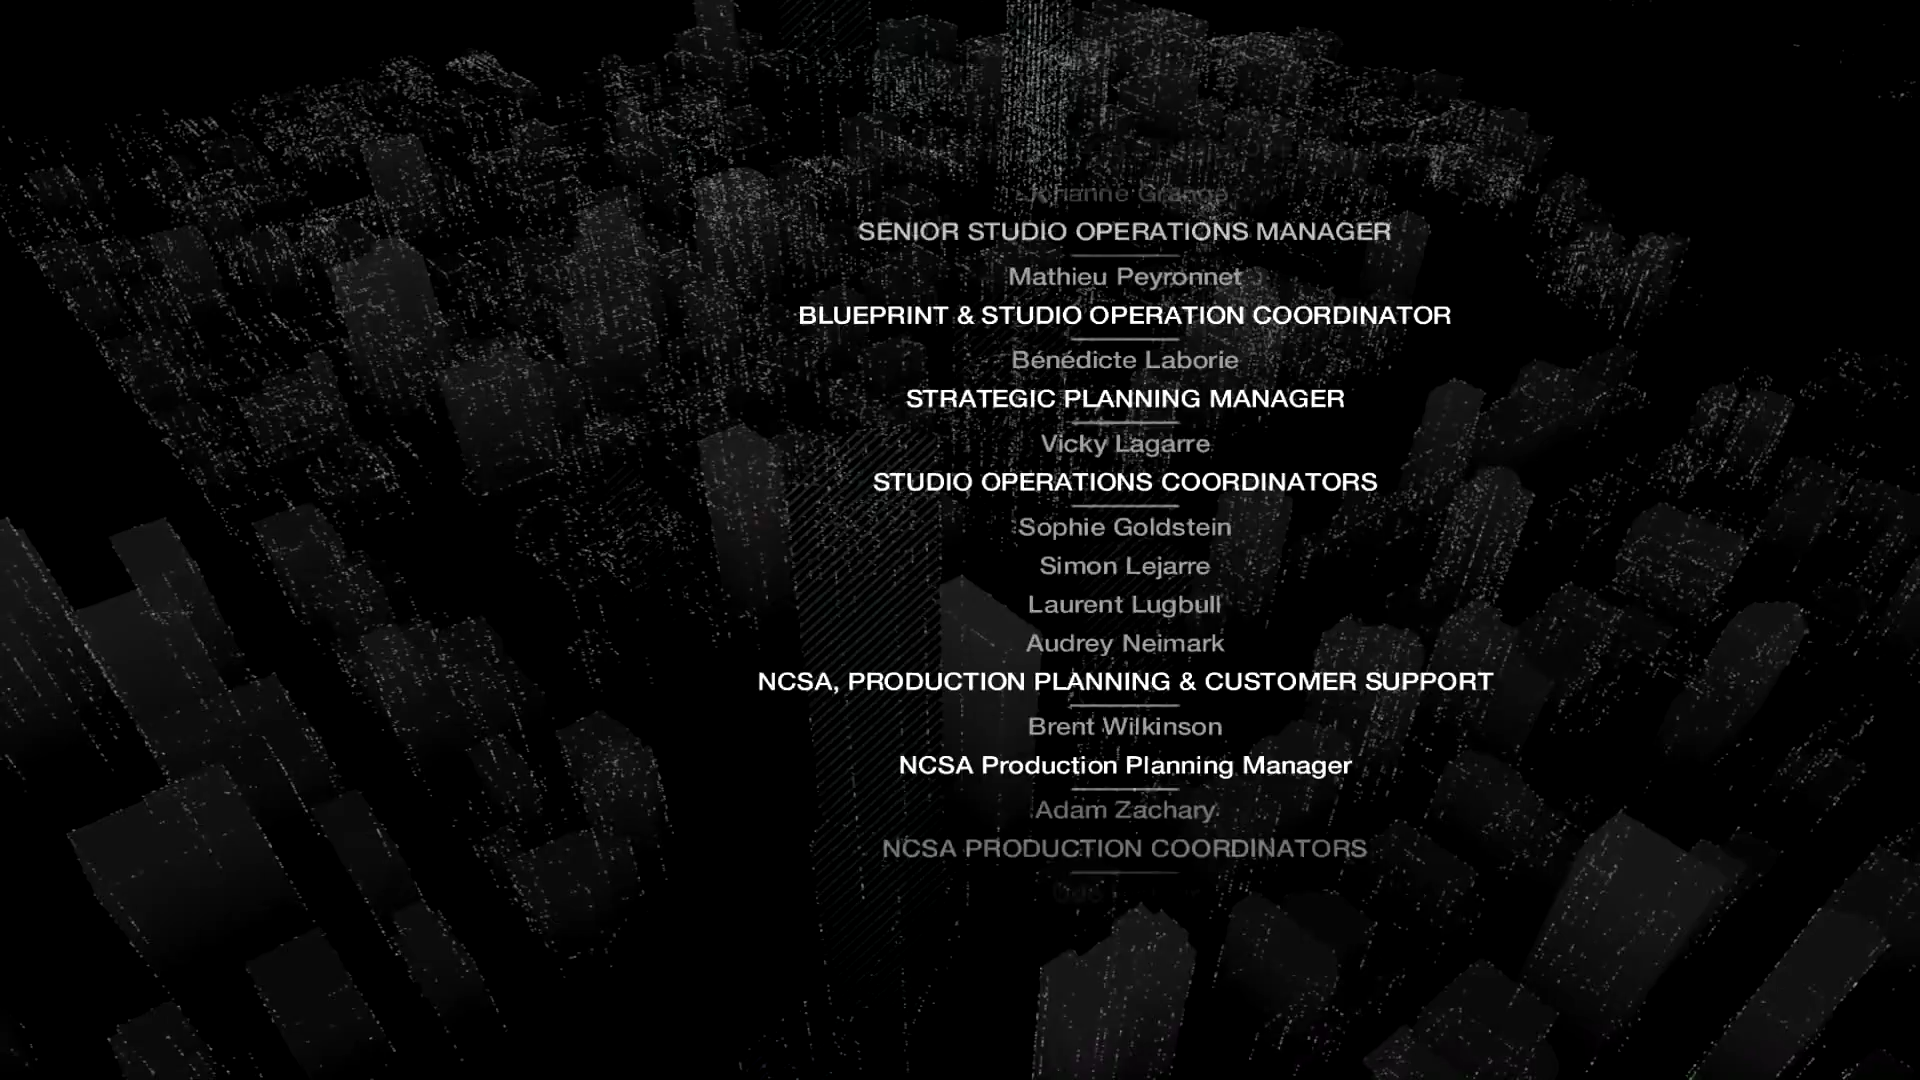 Grange
SENIOR STUDIO OPERATIONS MANAGER
Mathieu Peyronnet
BLUEPRINT & STUDIO OPERATION COORDINATOR
Bénédicte Laborie
STRATEGIC PLANNING MANAGER
Vicky Lagarre
STUDIO OPERATIONS COORDINATORS
Sophie Goldstein
Simon Lejarre
Laurent Lugbull
Audrey Neimark
NCSA, PRODUCTION PLANNING & CUSTOMER SUPPORT
Brent Wilkinson
NCSA Production Planning Manager
Adam Zachary
NCSA PRODUCTION COORDINATORS